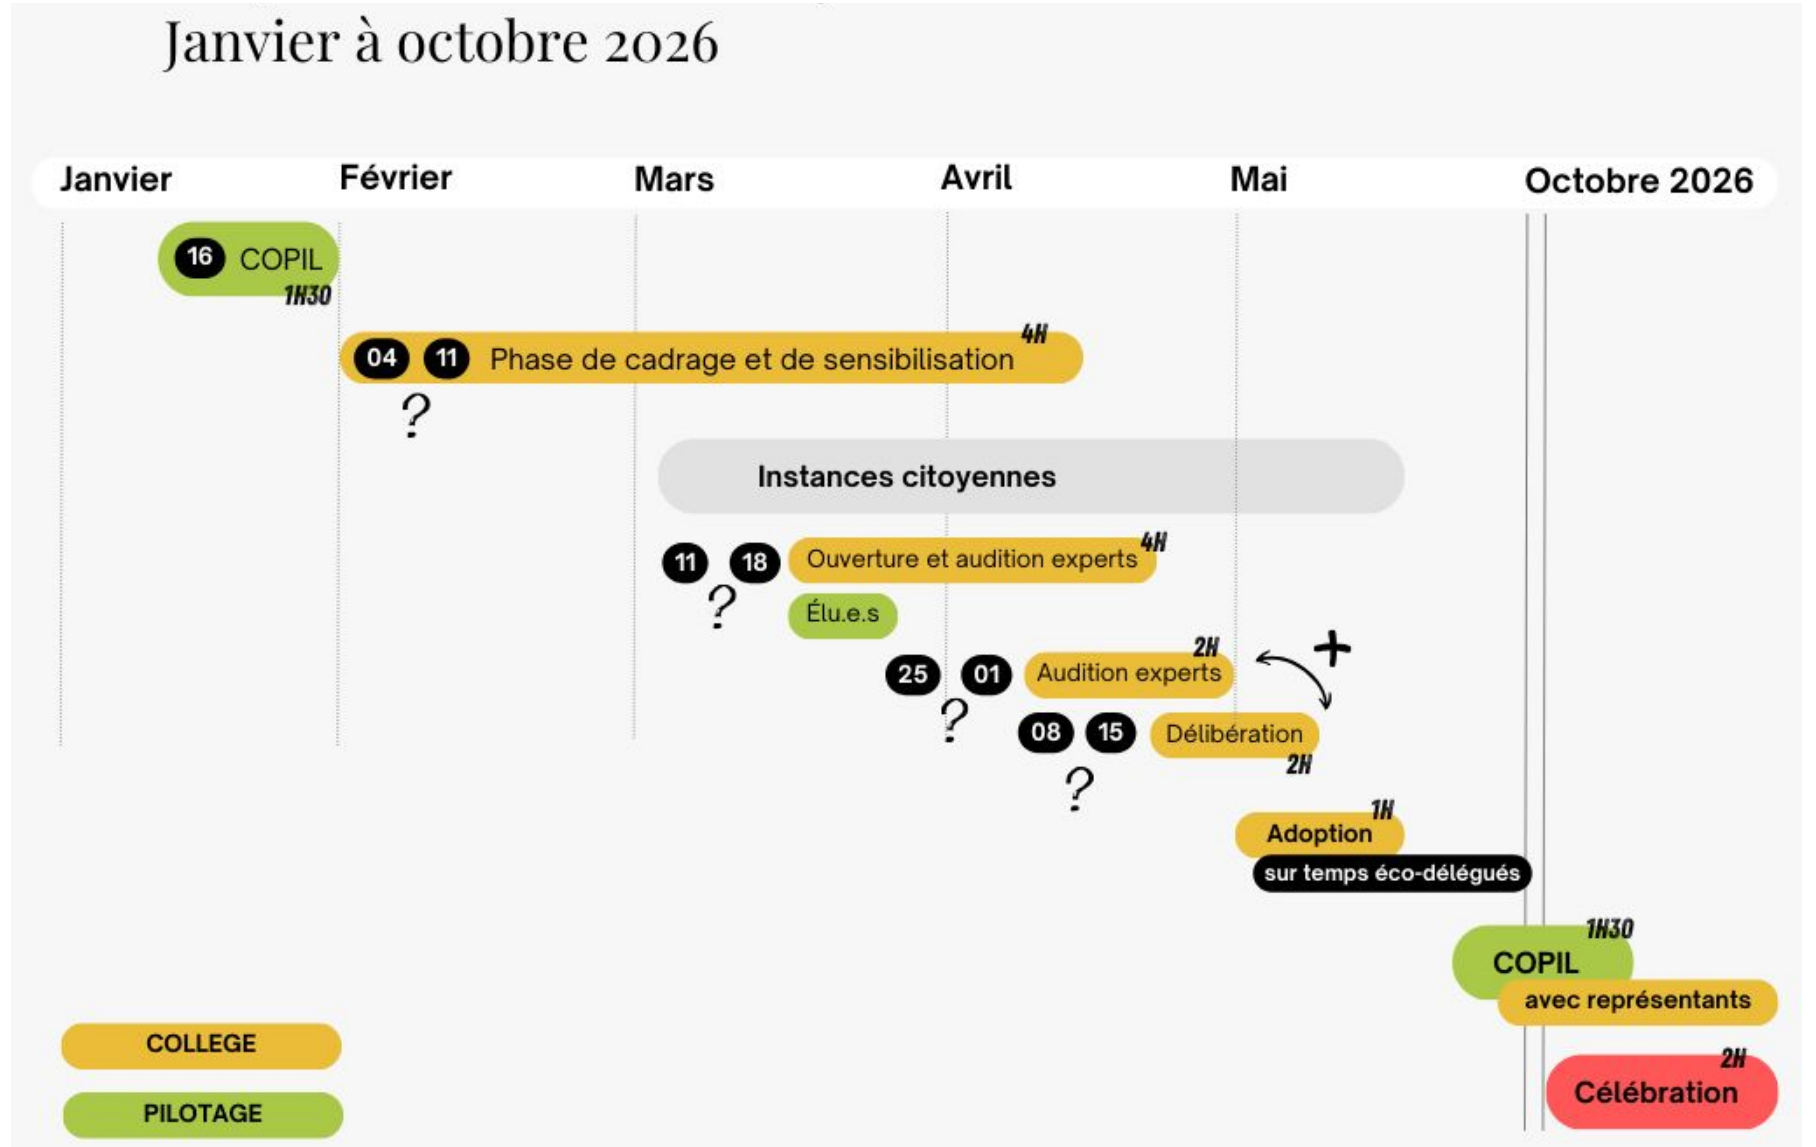 Janvier à octobre 2026
Janvier Février Mars Avril Mai Octobre 2026
16 COPIL
1H30
4H
04 11 Phase de cadrage et de sensibilisation
?
Instances citoyennes
4H
11 18 Ouverture et audition experts
?
Élu.e.s
2H
+
25 01 Audition experts
?
08 15 Délibération
2H
?
1H
Adoption
sur temps éco-délégués
1H30
COPIL
avec représentants
COLLEGE
2H
Célébration
PILOTAGE